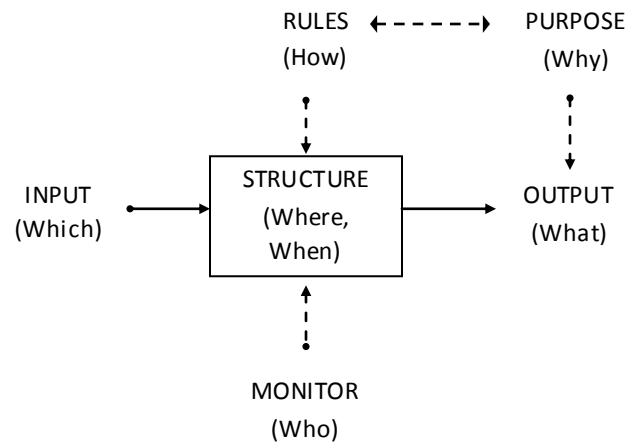 RULES
(How)
PURPOSE
(Why)
INPUT
(Which)
STRUCTURE
(Where,
When)
OUTPUT
(What)
MONITOR
(Who)